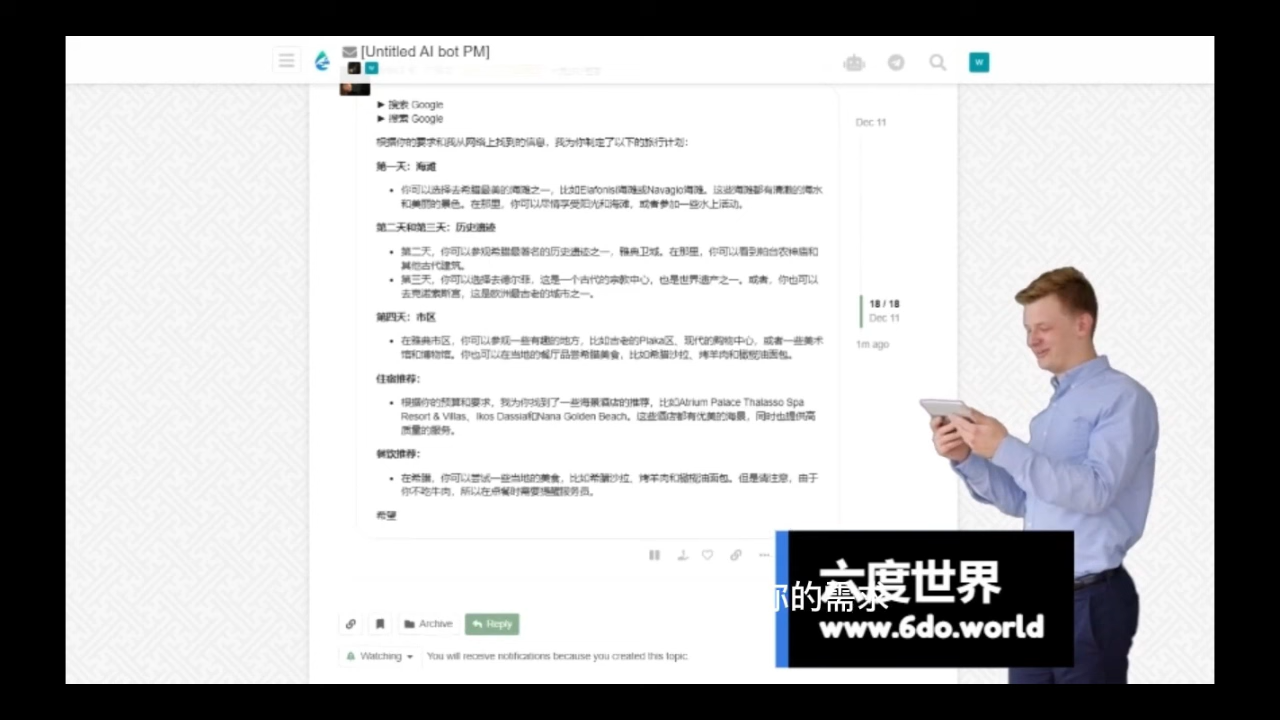 [Untitled AI bot PM]
W
► 搜索 Google
► 搜索 Google
Dec 11
根据你的要求和我从网络上找到的信息，我为你制定了以下的旅行计划：
第一天：海滩
• 你可以选择去希腊最美的海滩之一，比如Elafonisi海滩或Navagio海滩。这些海滩都有清澈的海水
和美丽的景色。在那里，你可以尽情享受阳光和海滩，或者参加一些水上活动。
第二天和第三天：历史遗迹
• 第二天，你可以参观希腊最著名的历史遗迹之一，雅典卫城。在那里，你可以看到帕台农神庙和
其他古代建筑。
• 第三天，你可以选择去德尔菲，这是一个古代的宗教中心，也是世界遗产之一。或者，你也可以
去克诺索斯宫，这是欧洲最古老的城市之一。
18 / 18
Dec 11
第四天：市区
• 在雅典市区，你可以参观一些有趣的地方，比如古老的Plaka区、现代的购物中心，或者一些美术
馆和博物馆。你也可以在当地的餐厅品尝希腊美食，比如希腊沙拉、烤羊肉和橄榄油面包。
1m ago
住宿推荐：
• 根据你的预算和要求，我为你找到了一些海景酒店的推荐，比如Atrium Palace Thalasso Spa
Resort & Villas、Ikos Dassia和Nana Golden Beach。这些酒店都有优美的海景，同时也提供高
质量的服务。
餐饮推荐：
• 在希腊，你可以尝试一些当地的美食，比如希腊沙拉、烤羊肉和橄榄油面包。但是请注意，由于
你不吃牛肉，所以在点餐时需要提醒服务员。
希望
六度世界
你的需求
www.6do.world
Archive
Reply
Watching
You will receive notifications because you created this topic.